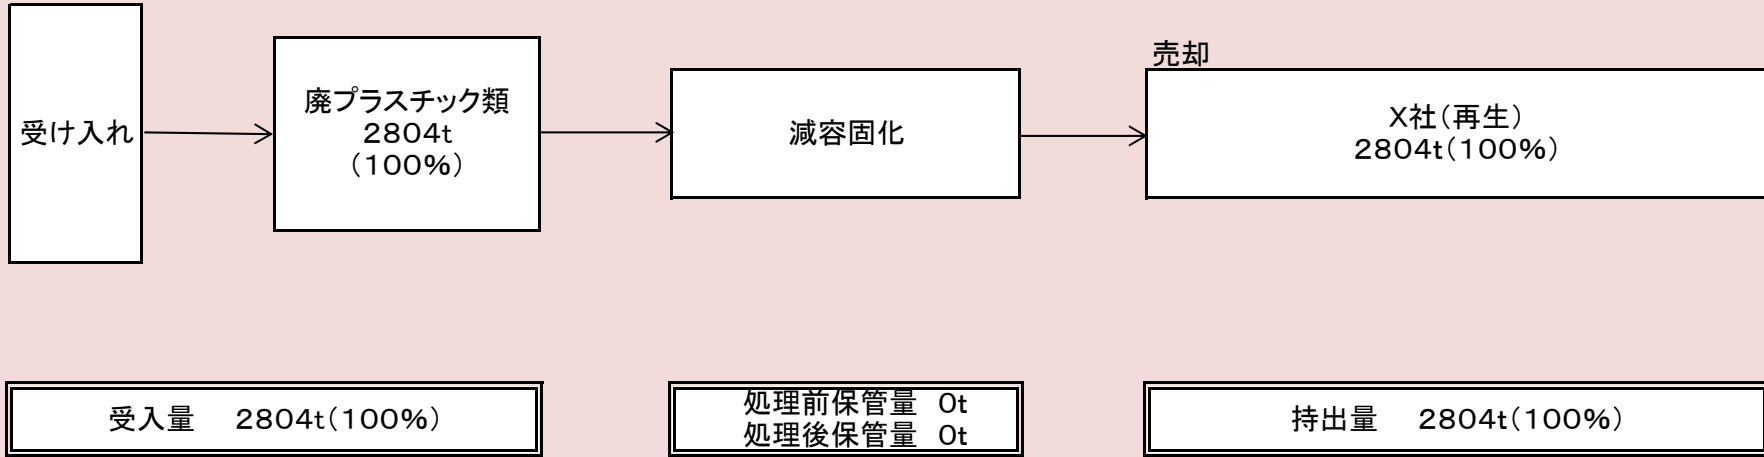 受け入れ
廃プラスチック類
2804t
(100%)
減容固化
売却
X社(再生)
2804t(100%)
受入量　2804t(100%)
処理前保管量　0t
処理後保管量　0t
持出量　2804t(100%)